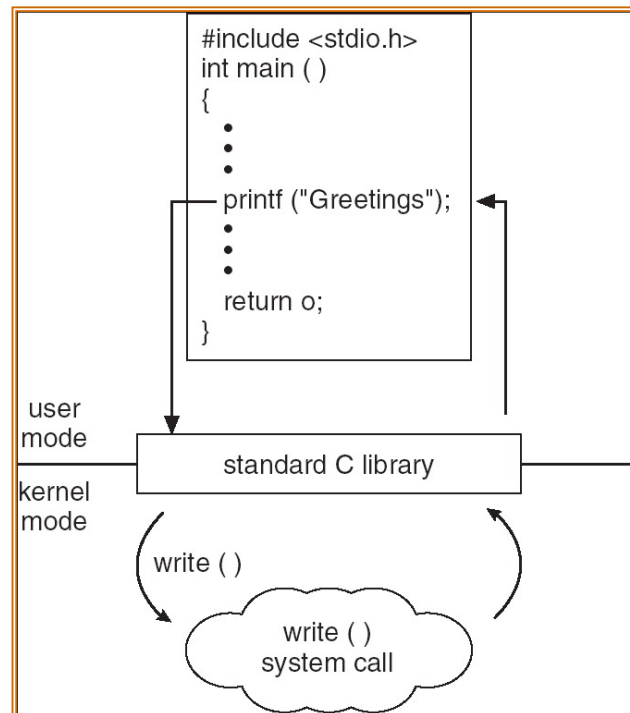 #include <stdio.h>
int main ( )
{
•
•
•
printf ("Greetings");
•
•
•
return o;
}
user
mode
standard C library
kernel
mode
write ( )
write ( )
system call